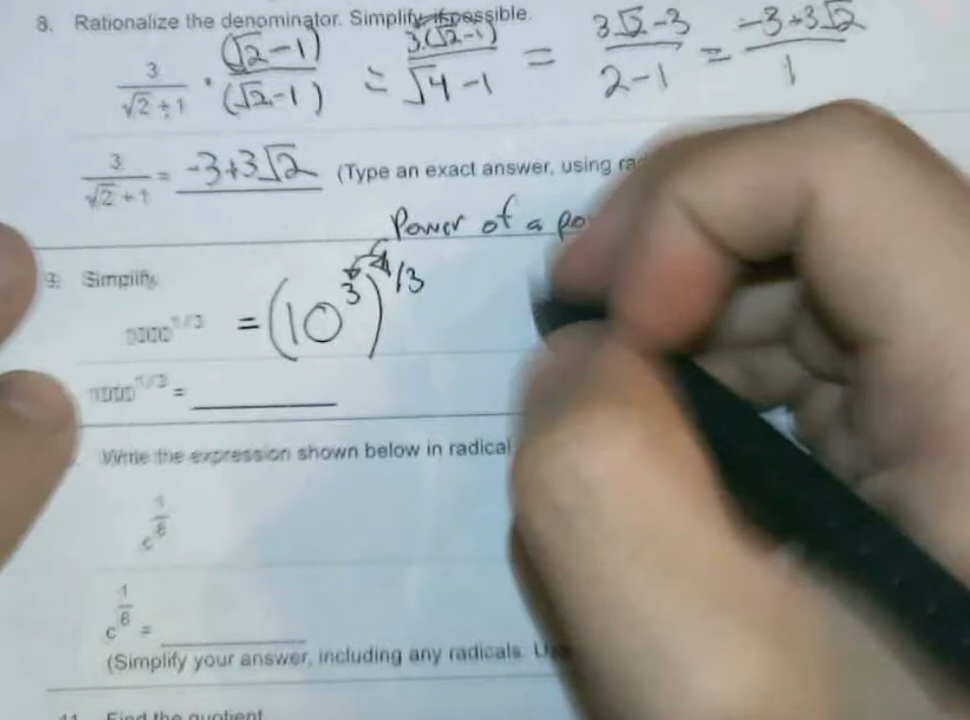 8. Rationalize the denominator. Simplify if possible.
3/(√2+1) · (√2-1)/(√2-1) = 3·(√2-1)/(√4-1) = (3√2-3)/(2-1) = (-3+3√2)/1
3/(√2+1) = -3+3√2 (Type an exact answer, using
Power of a
9. Simplify.
1000^1/3 = (10^3)^1/3
1000^1/3 =
Write the expression shown below in radical
c^(1/6)
c^(1/6) =
(Simplify your answer, including any radicals.
11. Find the quotient